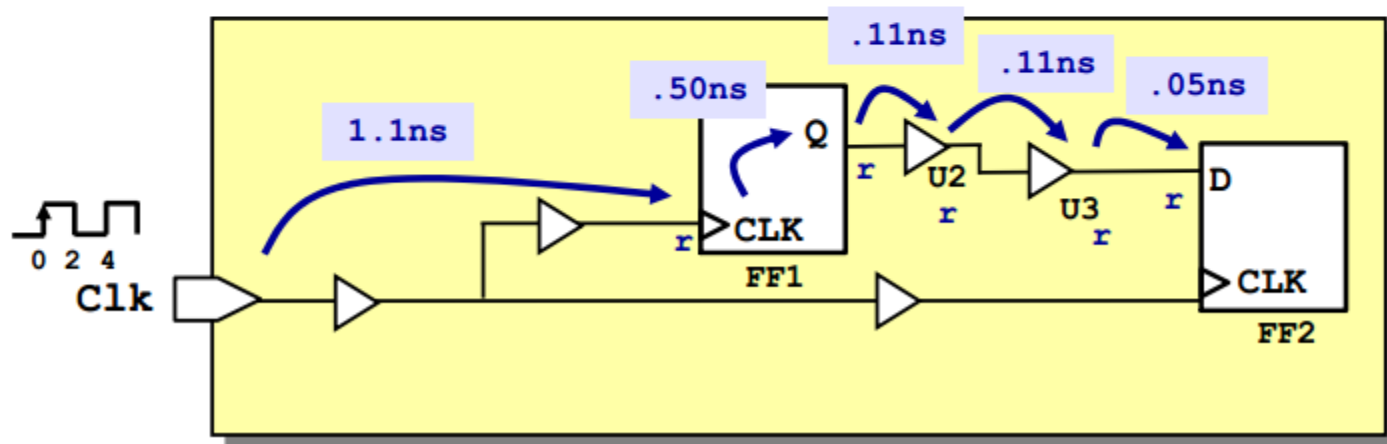 .11ns
.11ns
.05ns
.50ns
1.1ns
Q
r
U2
r
U3
r
r
D
r
CLK
FF1
CLK
FF2
0 2 4
Clk